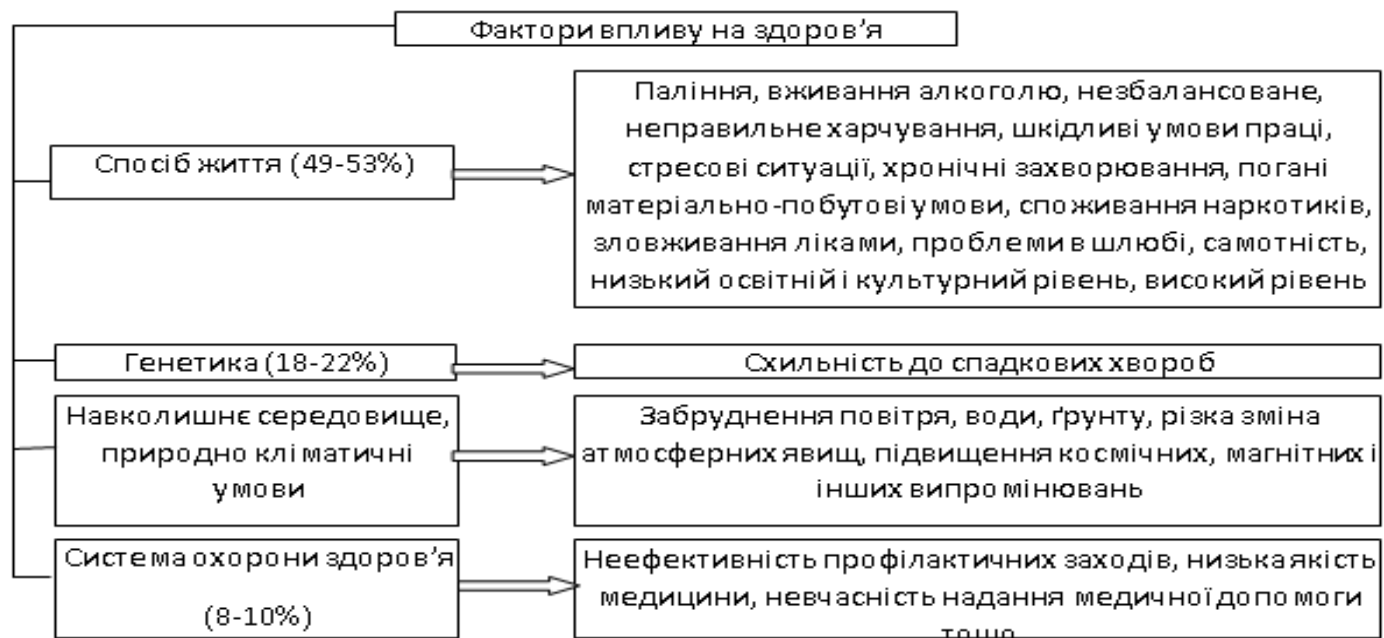 Фактори впливу на здоров’я
Спосіб життя (49-53%)
Паління, вживання алкоголю, незбалансоване,
неправильне харчування, шкідливі умови праці,
стресові ситуації, хронічні захворювання, погані
матеріально-побутові умови, споживання наркотиків,
зловживання ліками, проблеми в шлюбі, самотність,
низький освітній і культурний рівень, високий рівень
Генетика (18-22%)
Схильність до спадкових хвороб
Навколишнє середовище,
природно кліматичні
умови
Забруднення повітря, води, ґрунту, різка зміна
атмосферних явищ, підвищення космічних, магнітних і
інших випромінювань
Система охорони здоров’я
(8-10%)
Неефективність профілактичних заходів, низька якість
медицини, невчасність надання медичної допомоги
тощо